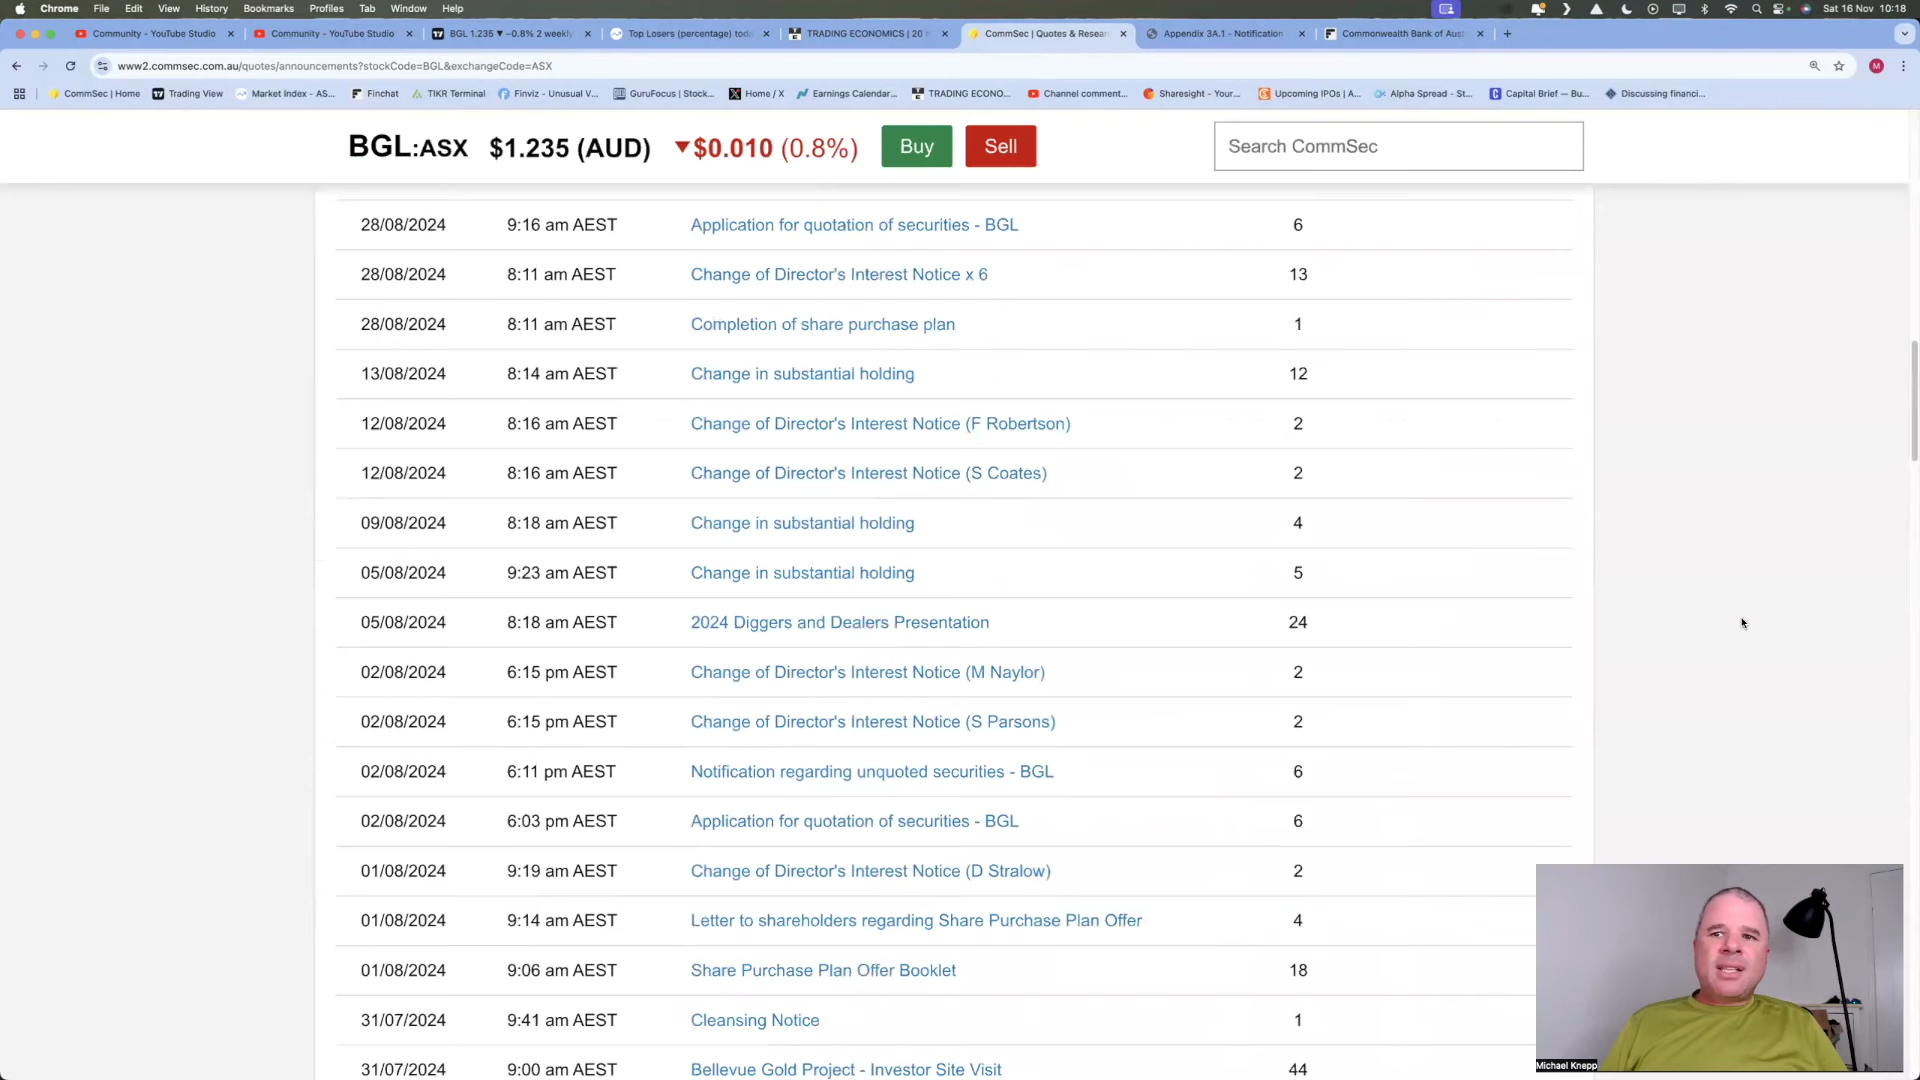 Chrome File Edit View History Bookmarks Profiles Tab Window Help Sat 16 Nov 10:18
Community - YouTube Studio Community - YouTube Studio BGL 1.235 ▼ −0.8% 2 weekly Top Losers (percentage) toda TRADING ECONOMICS | 20 CommSec | Quotes & Resear Appendix 3A.1 - Notification Commonwealth Bank of Aust
www2.commsec.com.au/quotes/announcements?stockCode=BGL&exchangeCode=ASX M
CommSec | Home Trading View Market Index - AS... Finchat TIKR Terminal Finviz - Unusual V... GuruFocus | Stock... Home / X Earnings Calendar... TRADING ECONO... Channel comment... Sharesight - Your... Upcoming IPOs | A... Alpha Spread - St... Capital Brief — Bu... Discussing financi...
BGL:ASX $1.235 (AUD) ▼$0.010 (0.8%) Buy Sell Search CommSec
28/08/2024 9:16 am AEST Application for quotation of securities - BGL 6
28/08/2024 8:11 am AEST Change of Director's Interest Notice x 6 13
28/08/2024 8:11 am AEST Completion of share purchase plan 1
13/08/2024 8:14 am AEST Change in substantial holding 12
12/08/2024 8:16 am AEST Change of Director's Interest Notice (F Robertson) 2
12/08/2024 8:16 am AEST Change of Director's Interest Notice (S Coates) 2
09/08/2024 8:18 am AEST Change in substantial holding 4
05/08/2024 9:23 am AEST Change in substantial holding 5
05/08/2024 8:18 am AEST 2024 Diggers and Dealers Presentation 24
02/08/2024 6:15 pm AEST Change of Director's Interest Notice (M Naylor) 2
02/08/2024 6:15 pm AEST Change of Director's Interest Notice (S Parsons) 2
02/08/2024 6:11 pm AEST Notification regarding unquoted securities - BGL 6
02/08/2024 6:03 pm AEST Application for quotation of securities - BGL 6
01/08/2024 9:19 am AEST Change of Director's Interest Notice (D Stralow) 2
01/08/2024 9:14 am AEST Letter to shareholders regarding Share Purchase Plan Offer 4
01/08/2024 9:06 am AEST Share Purchase Plan Offer Booklet 18
31/07/2024 9:41 am AEST Cleansing Notice 1
31/07/2024 9:00 am AEST Bellevue Gold Project - Investor Site Visit 44
Michael Knepp